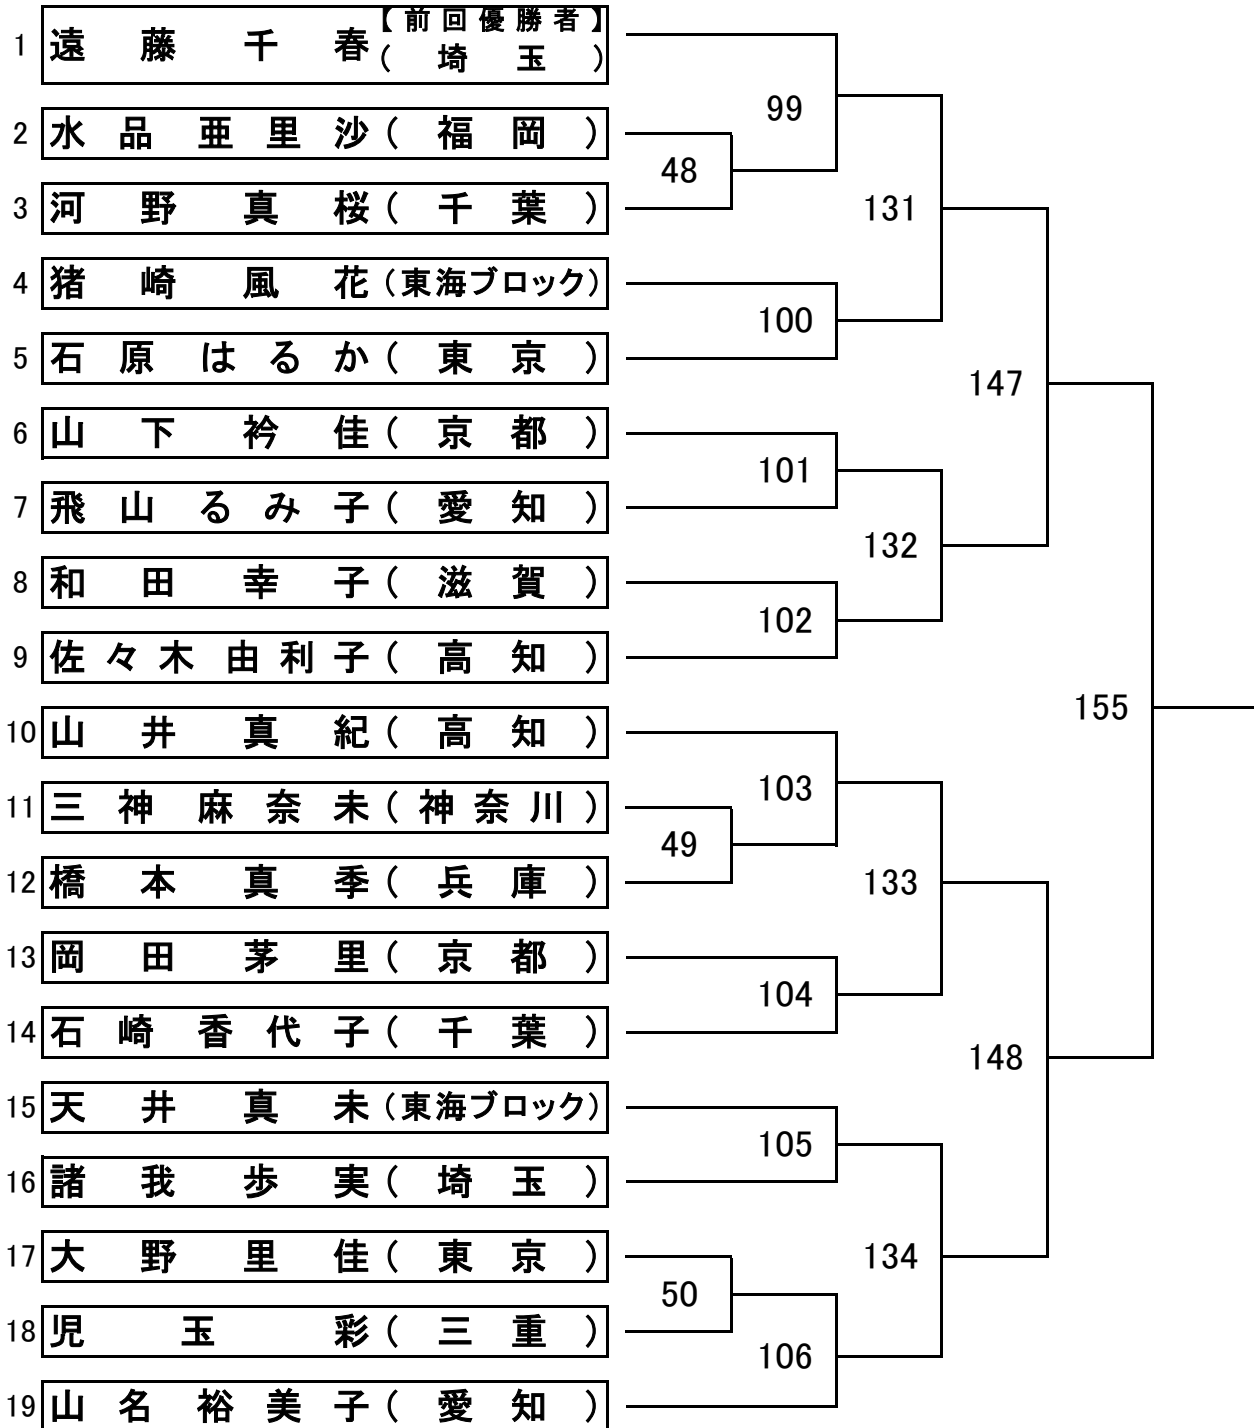 1 遠藤千春【前回優勝者】(埼玉)
2 水品亜里沙(福岡)
3 河野真桜(千葉)
4 猪崎風花(東海ブロック)
5 石原はるか(東京)
6 山下衿佳(京都)
7 飛山るみ子(愛知)
8 和田幸子(滋賀)
9 佐々木由利子(高知)
10 山井真紀(高知)
11 三神麻奈未(神奈川)
12 橋本真季(兵庫)
13 岡田茅里(京都)
14 石崎香代子(千葉)
15 天井真未(東海ブロック)
16 諸我歩実(埼玉)
17 大野里佳(東京)
18 児玉彩(三重)
19 山名裕美子(愛知)
48
49
50
99
100
101
102
103
104
105
106
131
132
133
134
147
148
155